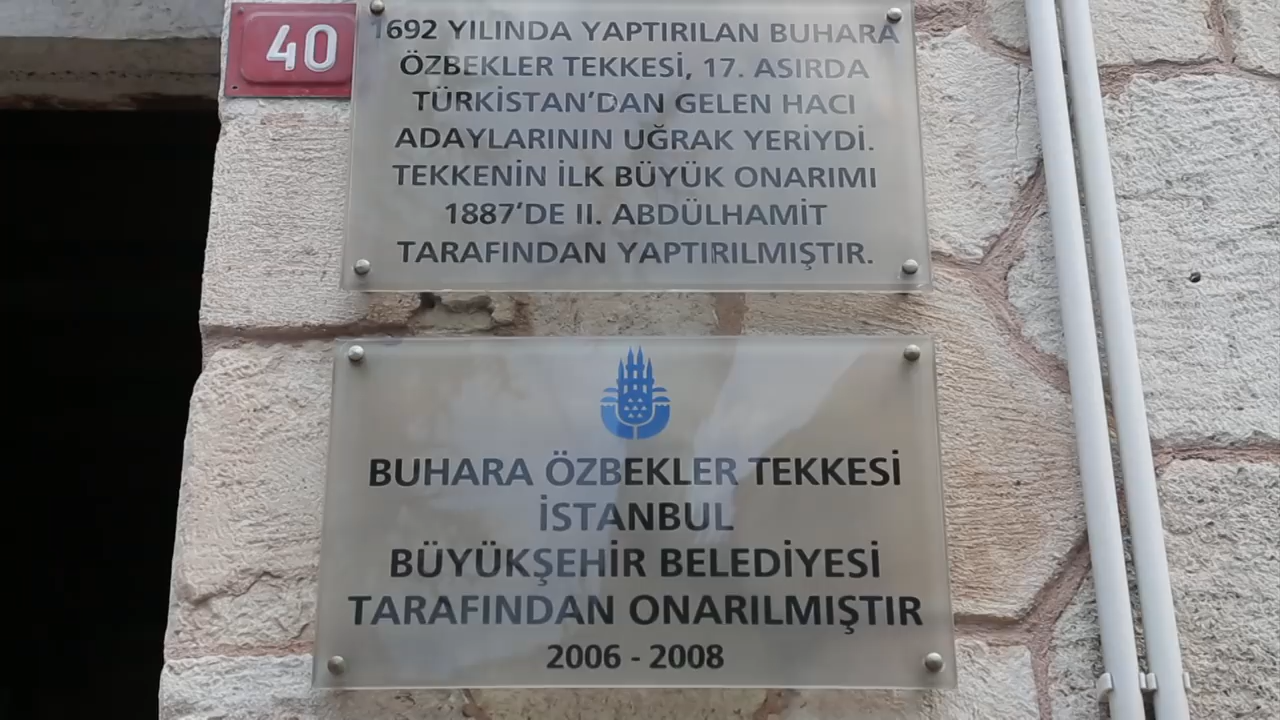 40
1692 YILINDA YAPTIRILAN BUHARA
ÖZBEKLER TEKKESİ, 17. ASIRDA
TÜRKİSTAN'DAN GELEN HACI
ADAYLARININ UĞRAK YERİYDİ.
TEKKENİN İLK BÜYÜK ONARIMI
1887'DE II. ABDÜLHAMİT
TARAFINDAN YAPTIRILMIŞTIR.
BUHARA ÖZBEKLER TEKKESİ
İSTANBUL
BÜYÜKŞEHİR BELEDİYESİ
TARAFINDAN ONARILMIŞTIR
2006 - 2008